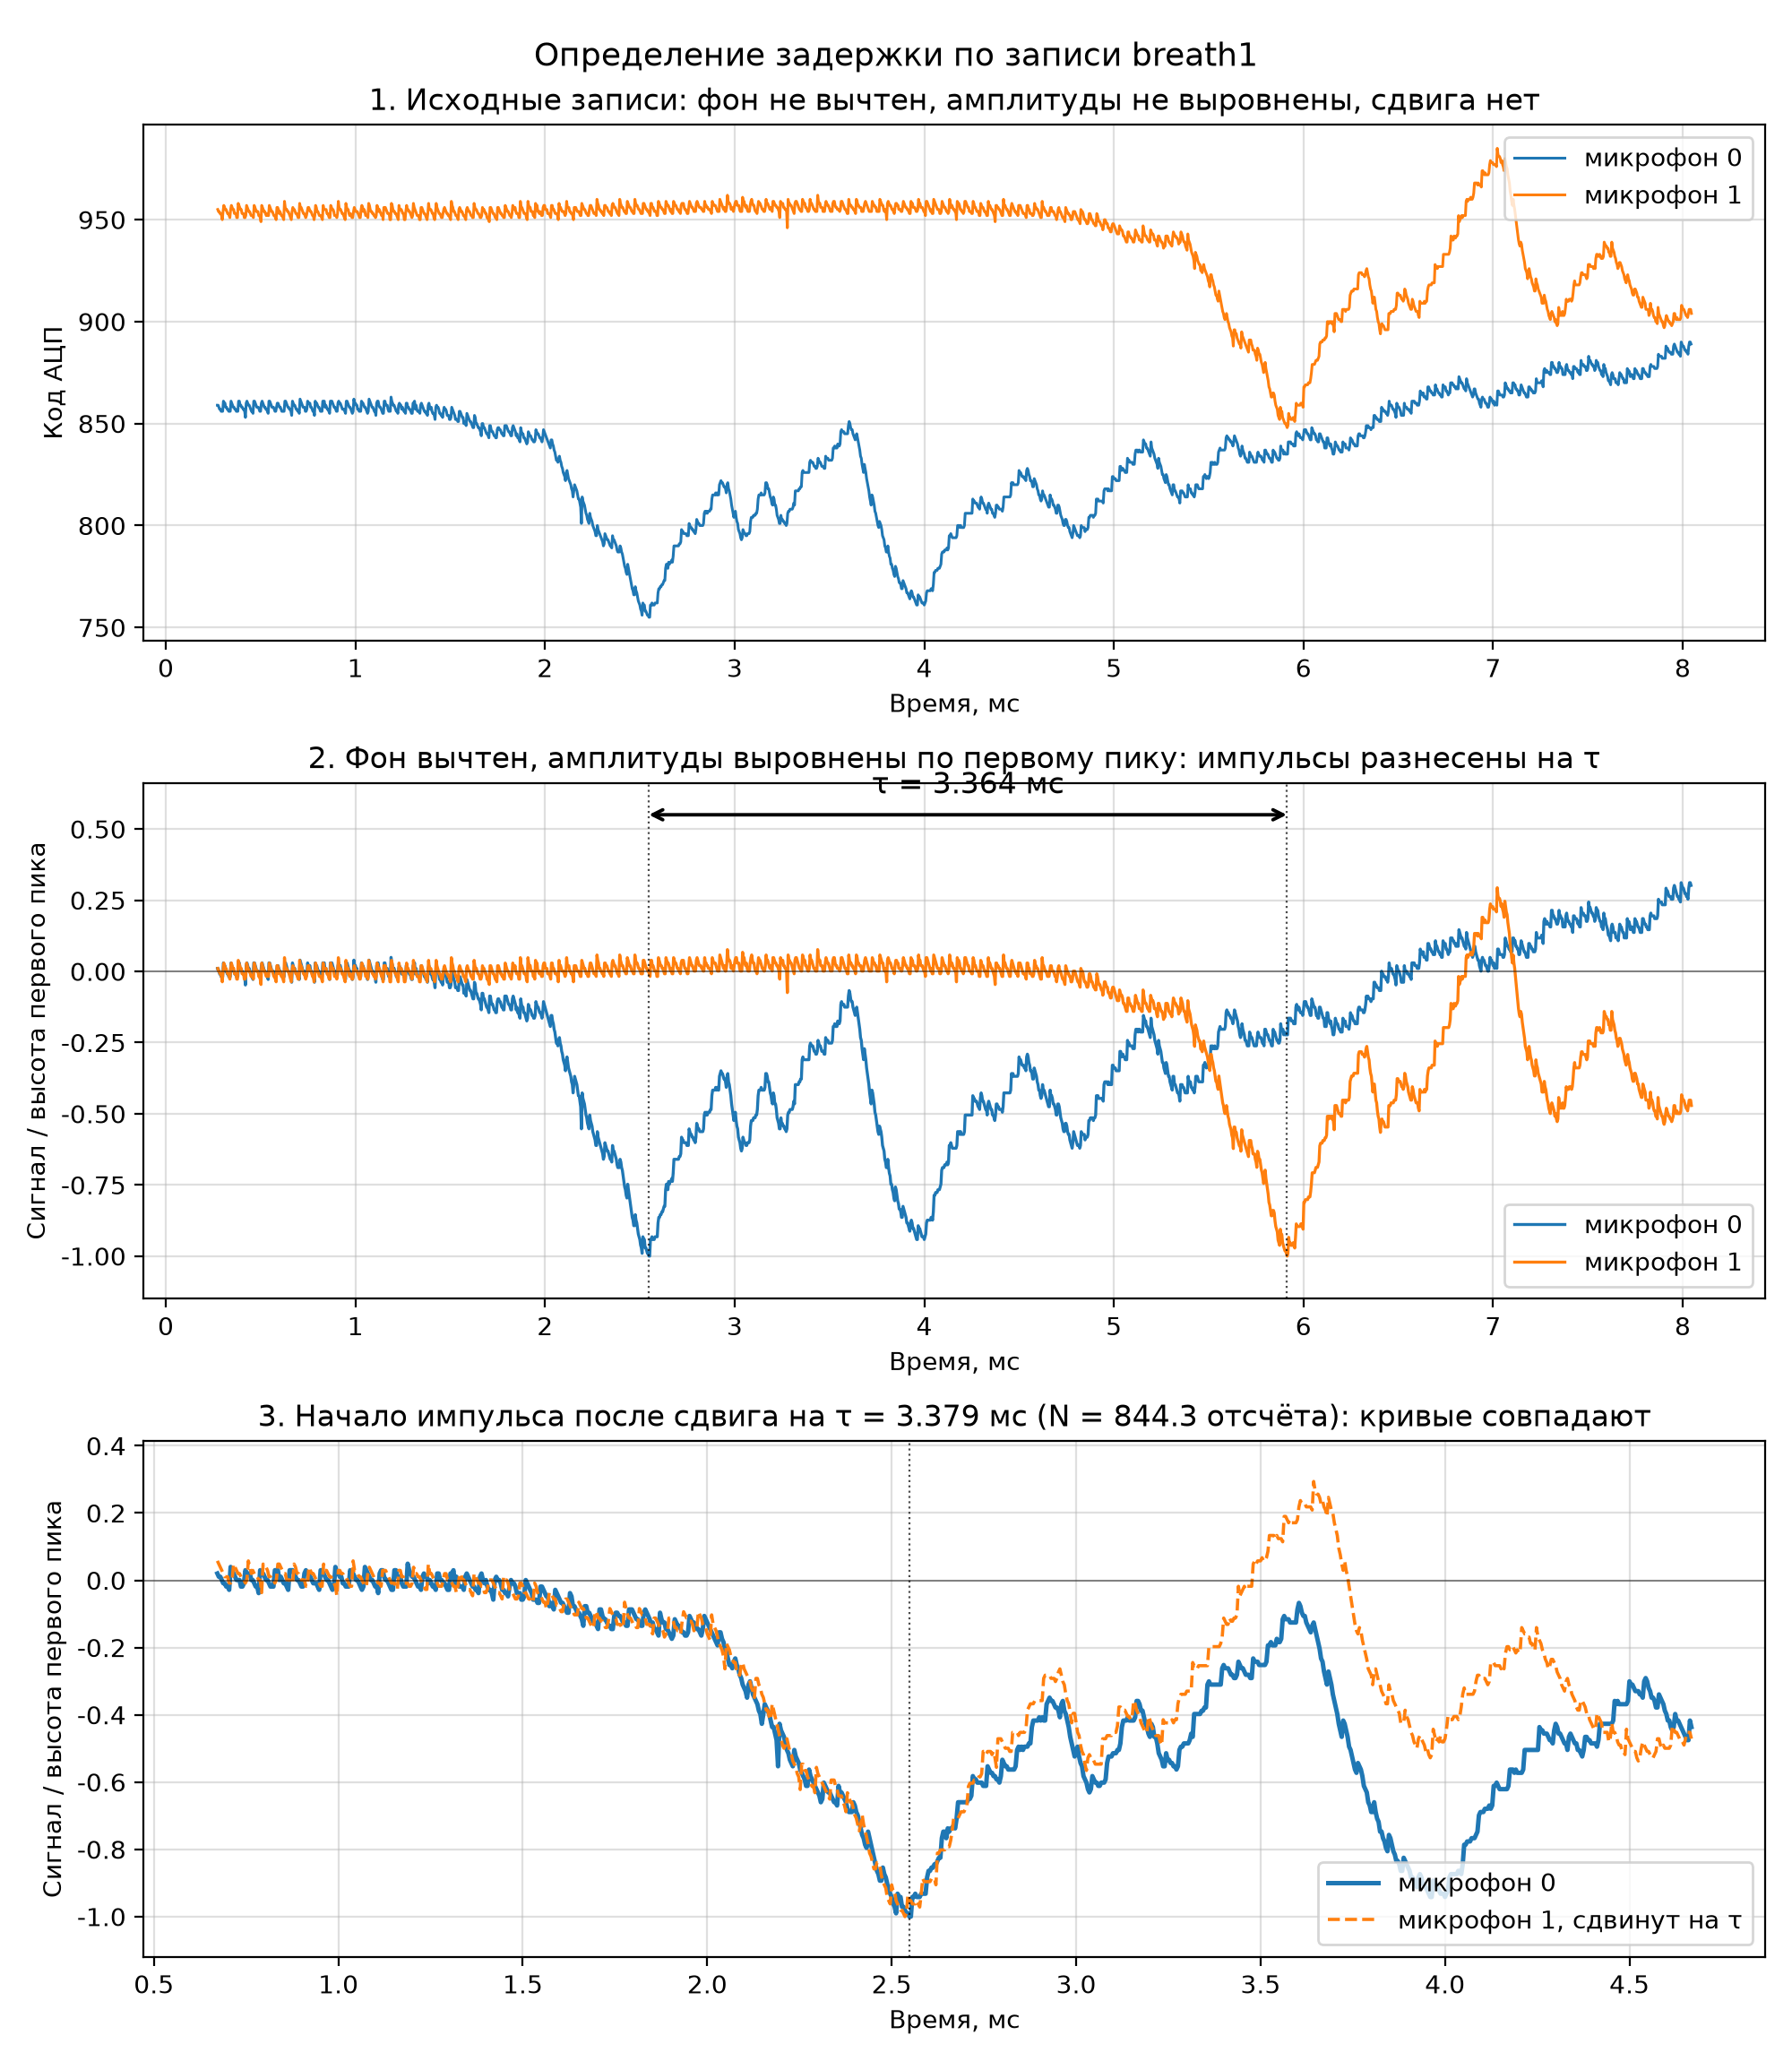 Определение задержки по записи breath1
1. Исходные записи: фон не вычтен, амплитуды не выровнены, сдвига нет
микрофон 0
микрофон 1
950
900
850
800
750
Код АЦП
0 1 2 3 4 5 6 7 8
Время, мс
2. Фон вычтен, амплитуды выровнены по первому пику: импульсы разнесены на τ
τ = 3.364 мс
0.50
0.25
0.00
-0.25
-0.50
-0.75
-1.00
Сигнал / высота первого пика
микрофон 0
микрофон 1
0 1 2 3 4 5 6 7 8
Время, мс
3. Начало импульса после сдвига на τ = 3.379 мс (N = 844.3 отсчёта): кривые совпадают
0.4
0.2
0.0
-0.2
-0.4
-0.6
-0.8
-1.0
Сигнал / высота первого пика
микрофон 0
микрофон 1, сдвинут на τ
0.5 1.0 1.5 2.0 2.5 3.0 3.5 4.0 4.5
Время, мс